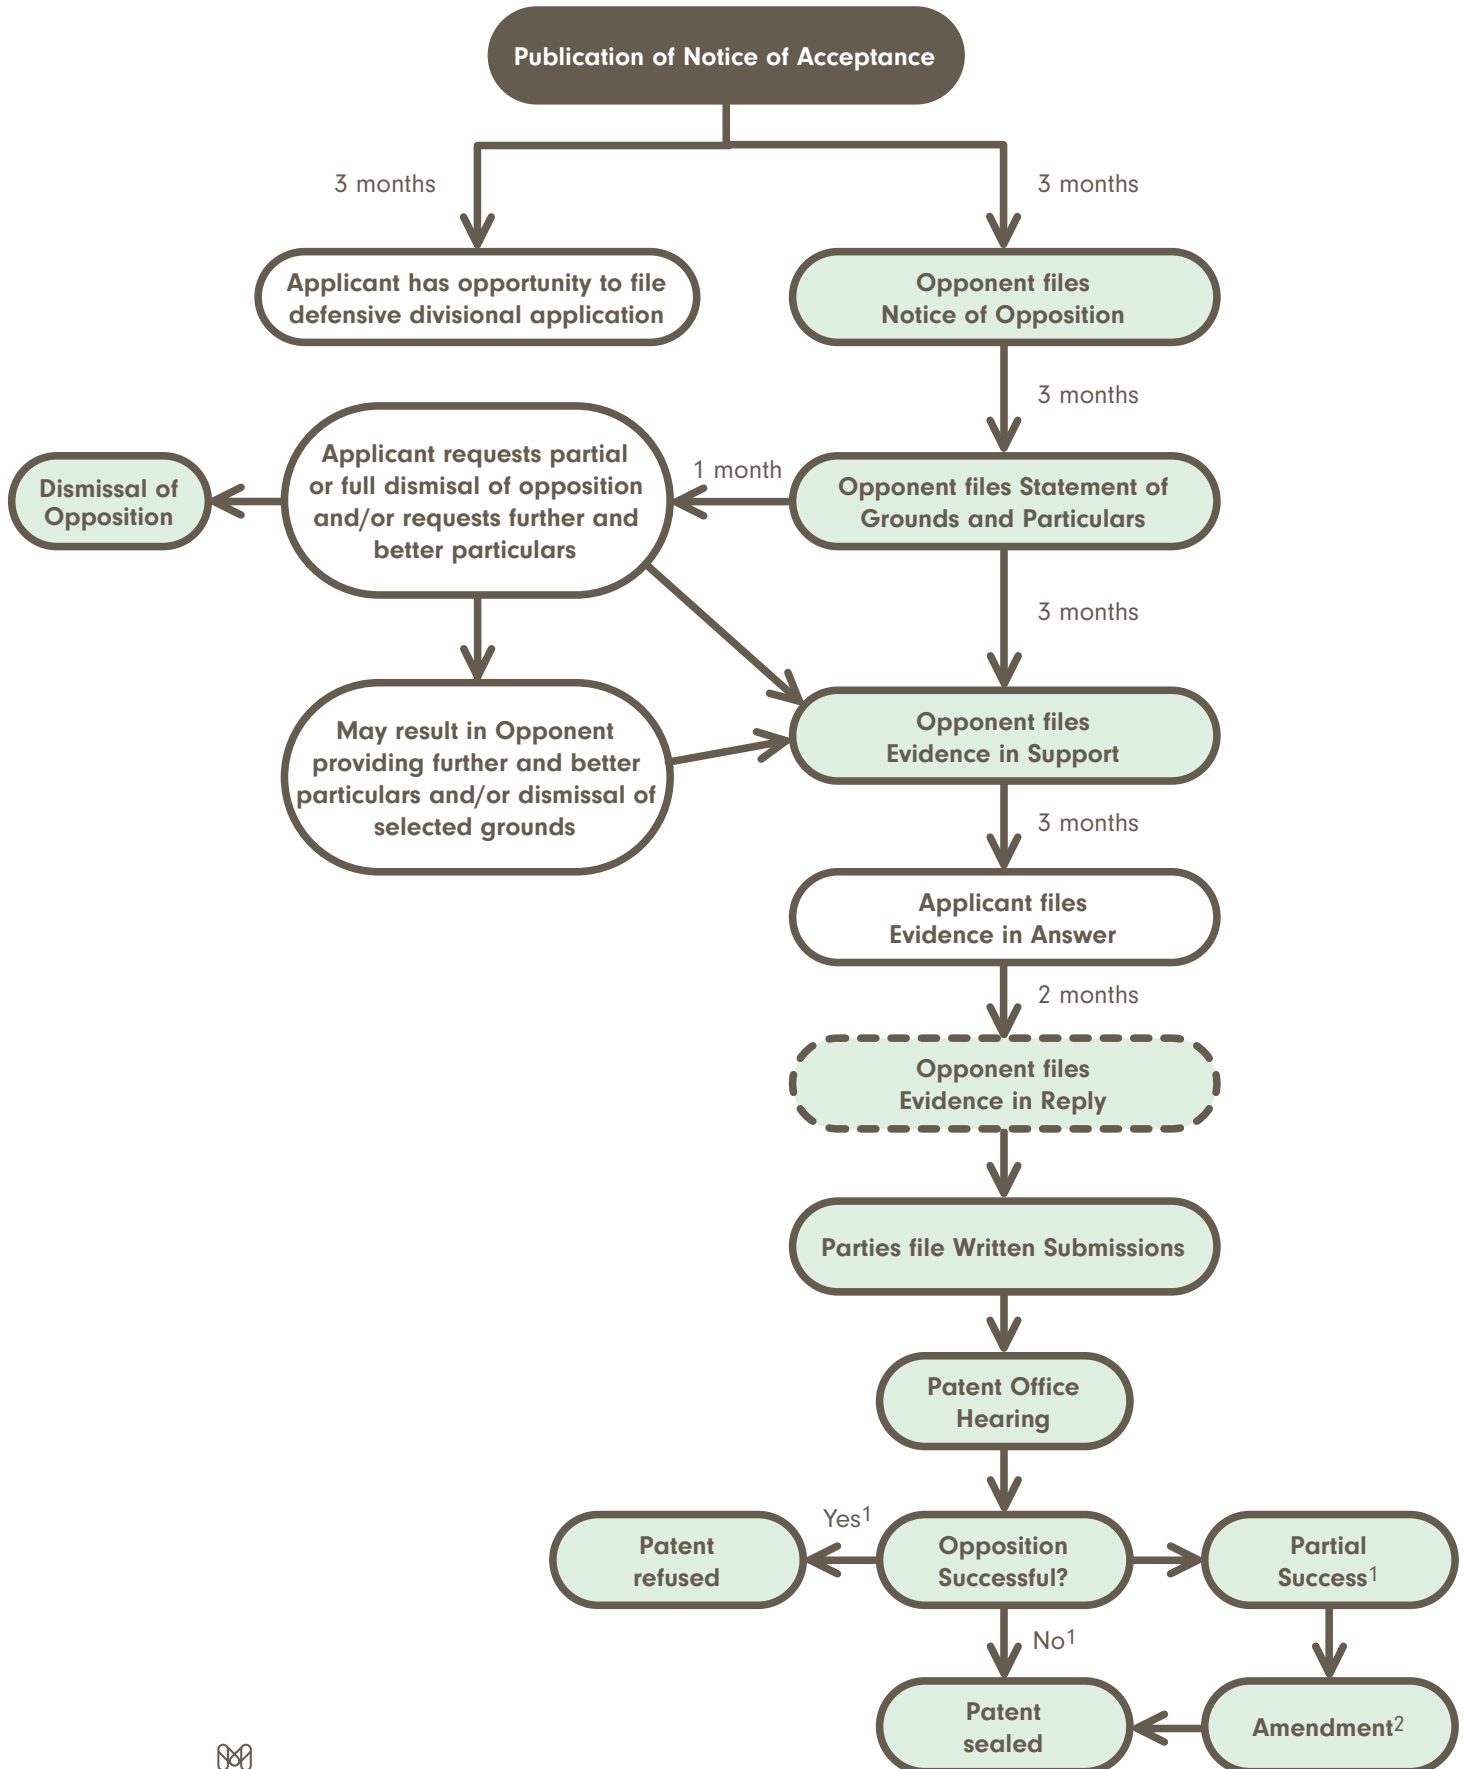 Publication of Notice of Acceptance
3 months
3 months
Applicant has opportunity to file
defensive divisional application
Opponent files
Notice of Opposition
3 months
Applicant requests partial
or full dismisal of opposition
and/or requests further and
better particulars
1 month
Dismissal of
Opposition
Opponent files Statement of
Grounds and Particulars
3 months
May result in Opponent
providing further and better
particulars and/or dismissal of
selected grounds
Opponent files
Evidence in Support
3 months
Applicant files
Evidence in Answer
2 months
Opponent files
Evidence in Reply
Parties file Written Submissions
Patent Office
Hearing
Yes1
Patent
refused
Opposition
Successful?
Partial
Success1
No1
Patent
sealed
Amendment2